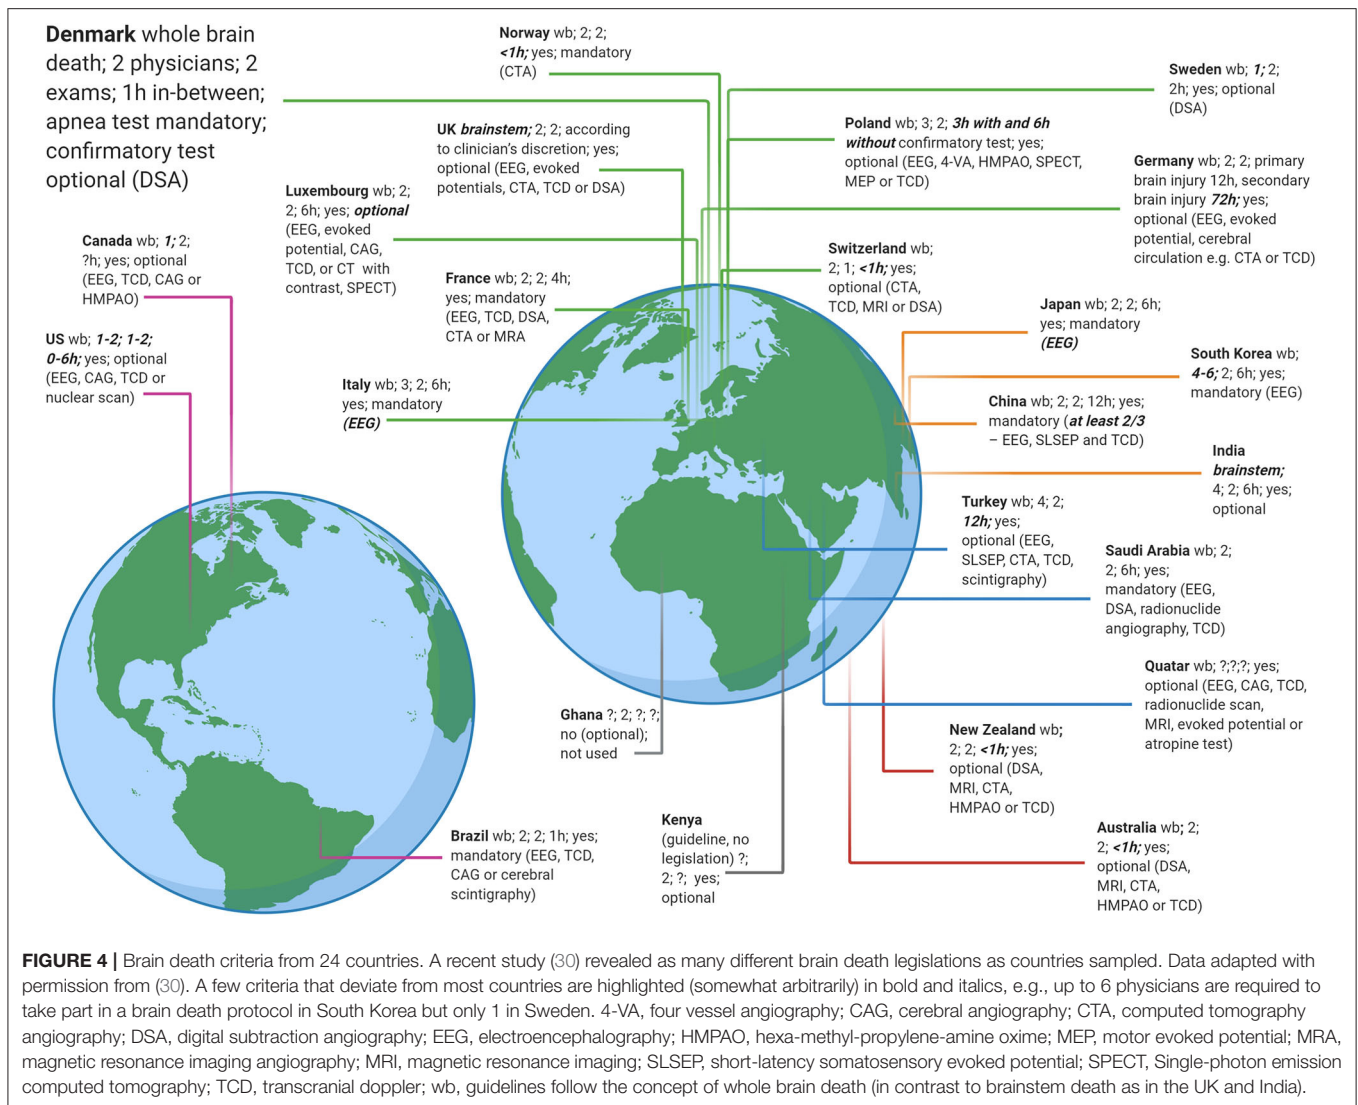 Denmark whole brain
death; 2 physicians; 2
exams; 1h in-between;
apnea test mandatory;
confirmatory test
optional (DSA)
Norway wb; 2; 2;
<1h; yes; mandatory
(CTA)
Sweden wb; 1; 2;
2h; yes; optional
(DSA)
UK brainstem; 2; 2; according
to clinician's discretion; yes;
optional (EEG, evoked
potentials, CTA, TCD or DSA)
Poland wb; 3; 2; 3h with and 6h
without confirmatory test; yes;
optional (EEG, 4-VA, HMPAO, SPECT,
MEP or TCD)
Germany wb; 2; 2; primary
brain injury 12h, secondary
brain injury 72h; yes;
optional (EEG, evoked
potential, cerebral
circulation e.g. CTA or TCD)
Luxembourg wb; 2;
2; 6h; yes; optional
(EEG, evoked
potential, CAG,
TCD, or CT with
contrast, SPECT)
Canada wb; 1; 2;
?h; yes; optional
(EEG, TCD, CAG or
HMPAO)
Switzerland wb;
2; 1; <1h; yes;
optional (CTA,
TCD, MRI or DSA)
France wb; 2; 2; 4h;
yes; mandatory
(EEG, TCD, DSA,
CTA or MRA
Japan wb; 2; 2; 6h;
yes; mandatory
(EEG)
US wb; 1-2; 1-2;
0-6h; yes; optional
(EEG, CAG, TCD or
nuclear scan)
South Korea wb;
4-6; 2; 6h; yes;
mandatory (EEG)
Italy wb; 3; 2; 6h;
yes; mandatory
(EEG)
China wb; 2; 2; 12h; yes;
mandatory (at least 2/3
– EEG, SLSEP and TCD)
India
brainstem;
4; 2; 6h; yes;
optional
Turkey wb; 4; 2;
12h; yes;
optional (EEG,
SLSEP, CTA, TCD,
scintigraphy)
Saudi Arabia wb; 2;
2; 6h; yes;
mandatory (EEG,
DSA, radionuclide
angiography, TCD)
Quatar wb; ?;?;?; yes;
optional (EEG, CAG, TCD,
radionuclide scan,
MRI, evoked potential or
atropine test)
Ghana ?; 2; ?; ?;
no (optional);
not used
New Zealand wb;
2; 2; <1h; yes;
optional (DSA,
MRI, CTA,
HMPAO or TCD)
Kenya
(guideline, no
legislation) ?;
2; ?; yes;
optional
Brazil wb; 2; 2; 1h; yes;
mandatory (EEG, TCD,
CAG or cerebral
scintigraphy)
Australia wb; 2;
2; <1h; yes;
optional (DSA,
MRI, CTA,
HMPAO or TCD)
FIGURE 4 | Brain death criteria from 24 countries. A recent study (30) revealed as many different brain death legislations as countries sampled. Data adapted with
permission from (30). A few criteria that deviate from most countries are highlighted (somewhat arbitrarily) in bold and italics, e.g., up to 6 physicians are required to
take part in a brain death protocol in South Korea but only 1 in Sweden. 4-VA, four vessel angiography; CAG, cerebral angiography; CTA, computed tomography
angiography; DSA, digital subtraction angiography; EEG, electroencephalography; HMPAO, hexa-methyl-propylene-amine oxime; MEP, motor evoked potential; MRA,
magnetic resonance imaging angiography; MRI, magnetic resonance imaging; SLSEP, short-latency somatosensory evoked potential; SPECT, Single-photon emission
computed tomography; TCD, transcranial doppler; wb, guidelines follow the concept of whole brain death (in contrast to brainstem death as in the UK and India).